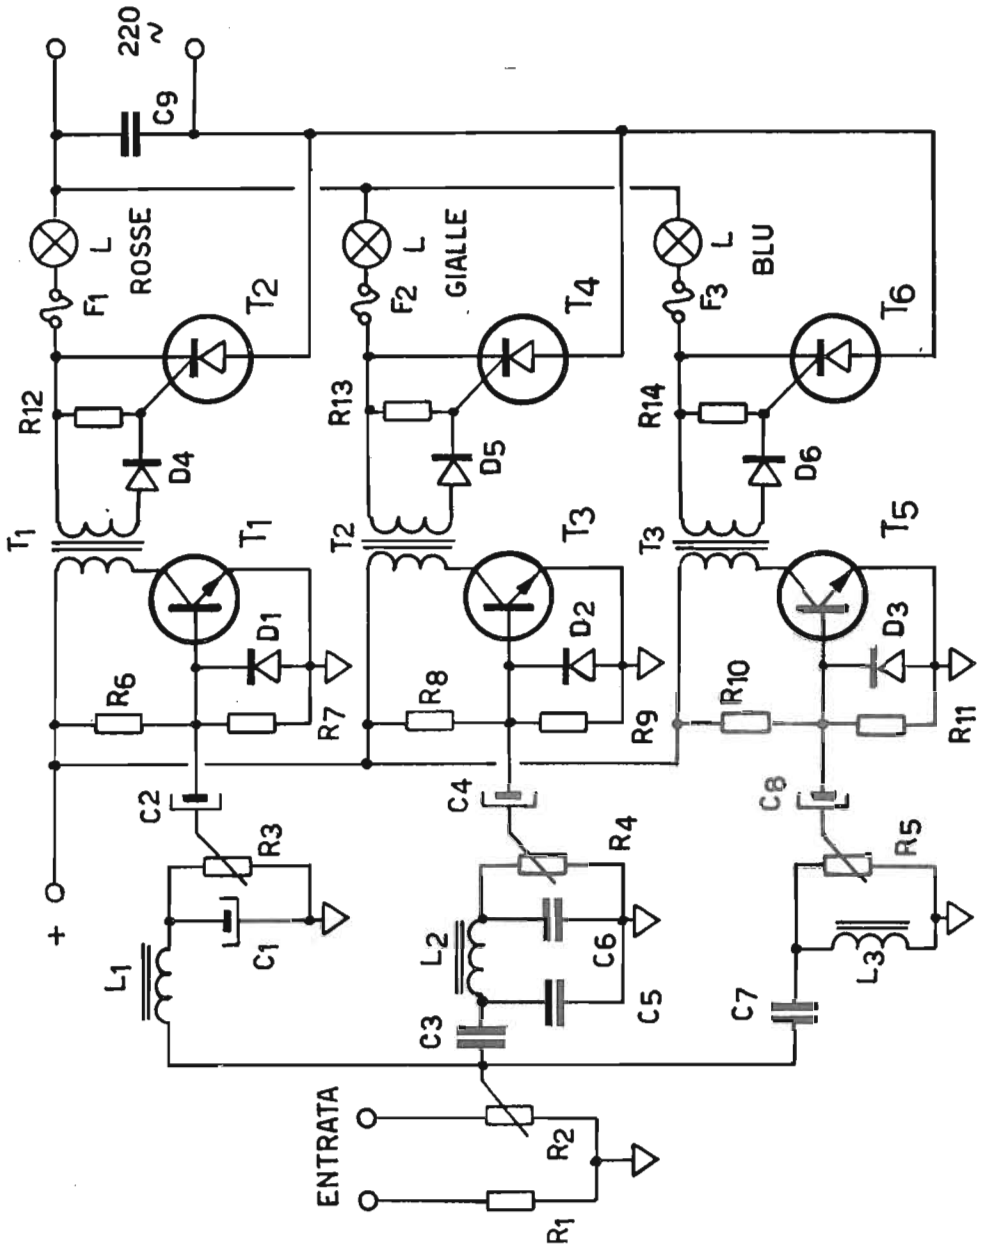 220
~
C9
L
ROSSE
F1
T2
R12
D4
T1
T1
D1
R6
R7
C2
R3
+
C1
L1
L
GIALLE
F2
T4
R13
D5
T2
T3
D2
R8
R9
C4
R4
L2
C6
C5
C3
L
BLU
F3
T6
R14
D6
T3
T5
D3
R10
R11
C8
R5
L3
C7
ENTRATA
R2
R1